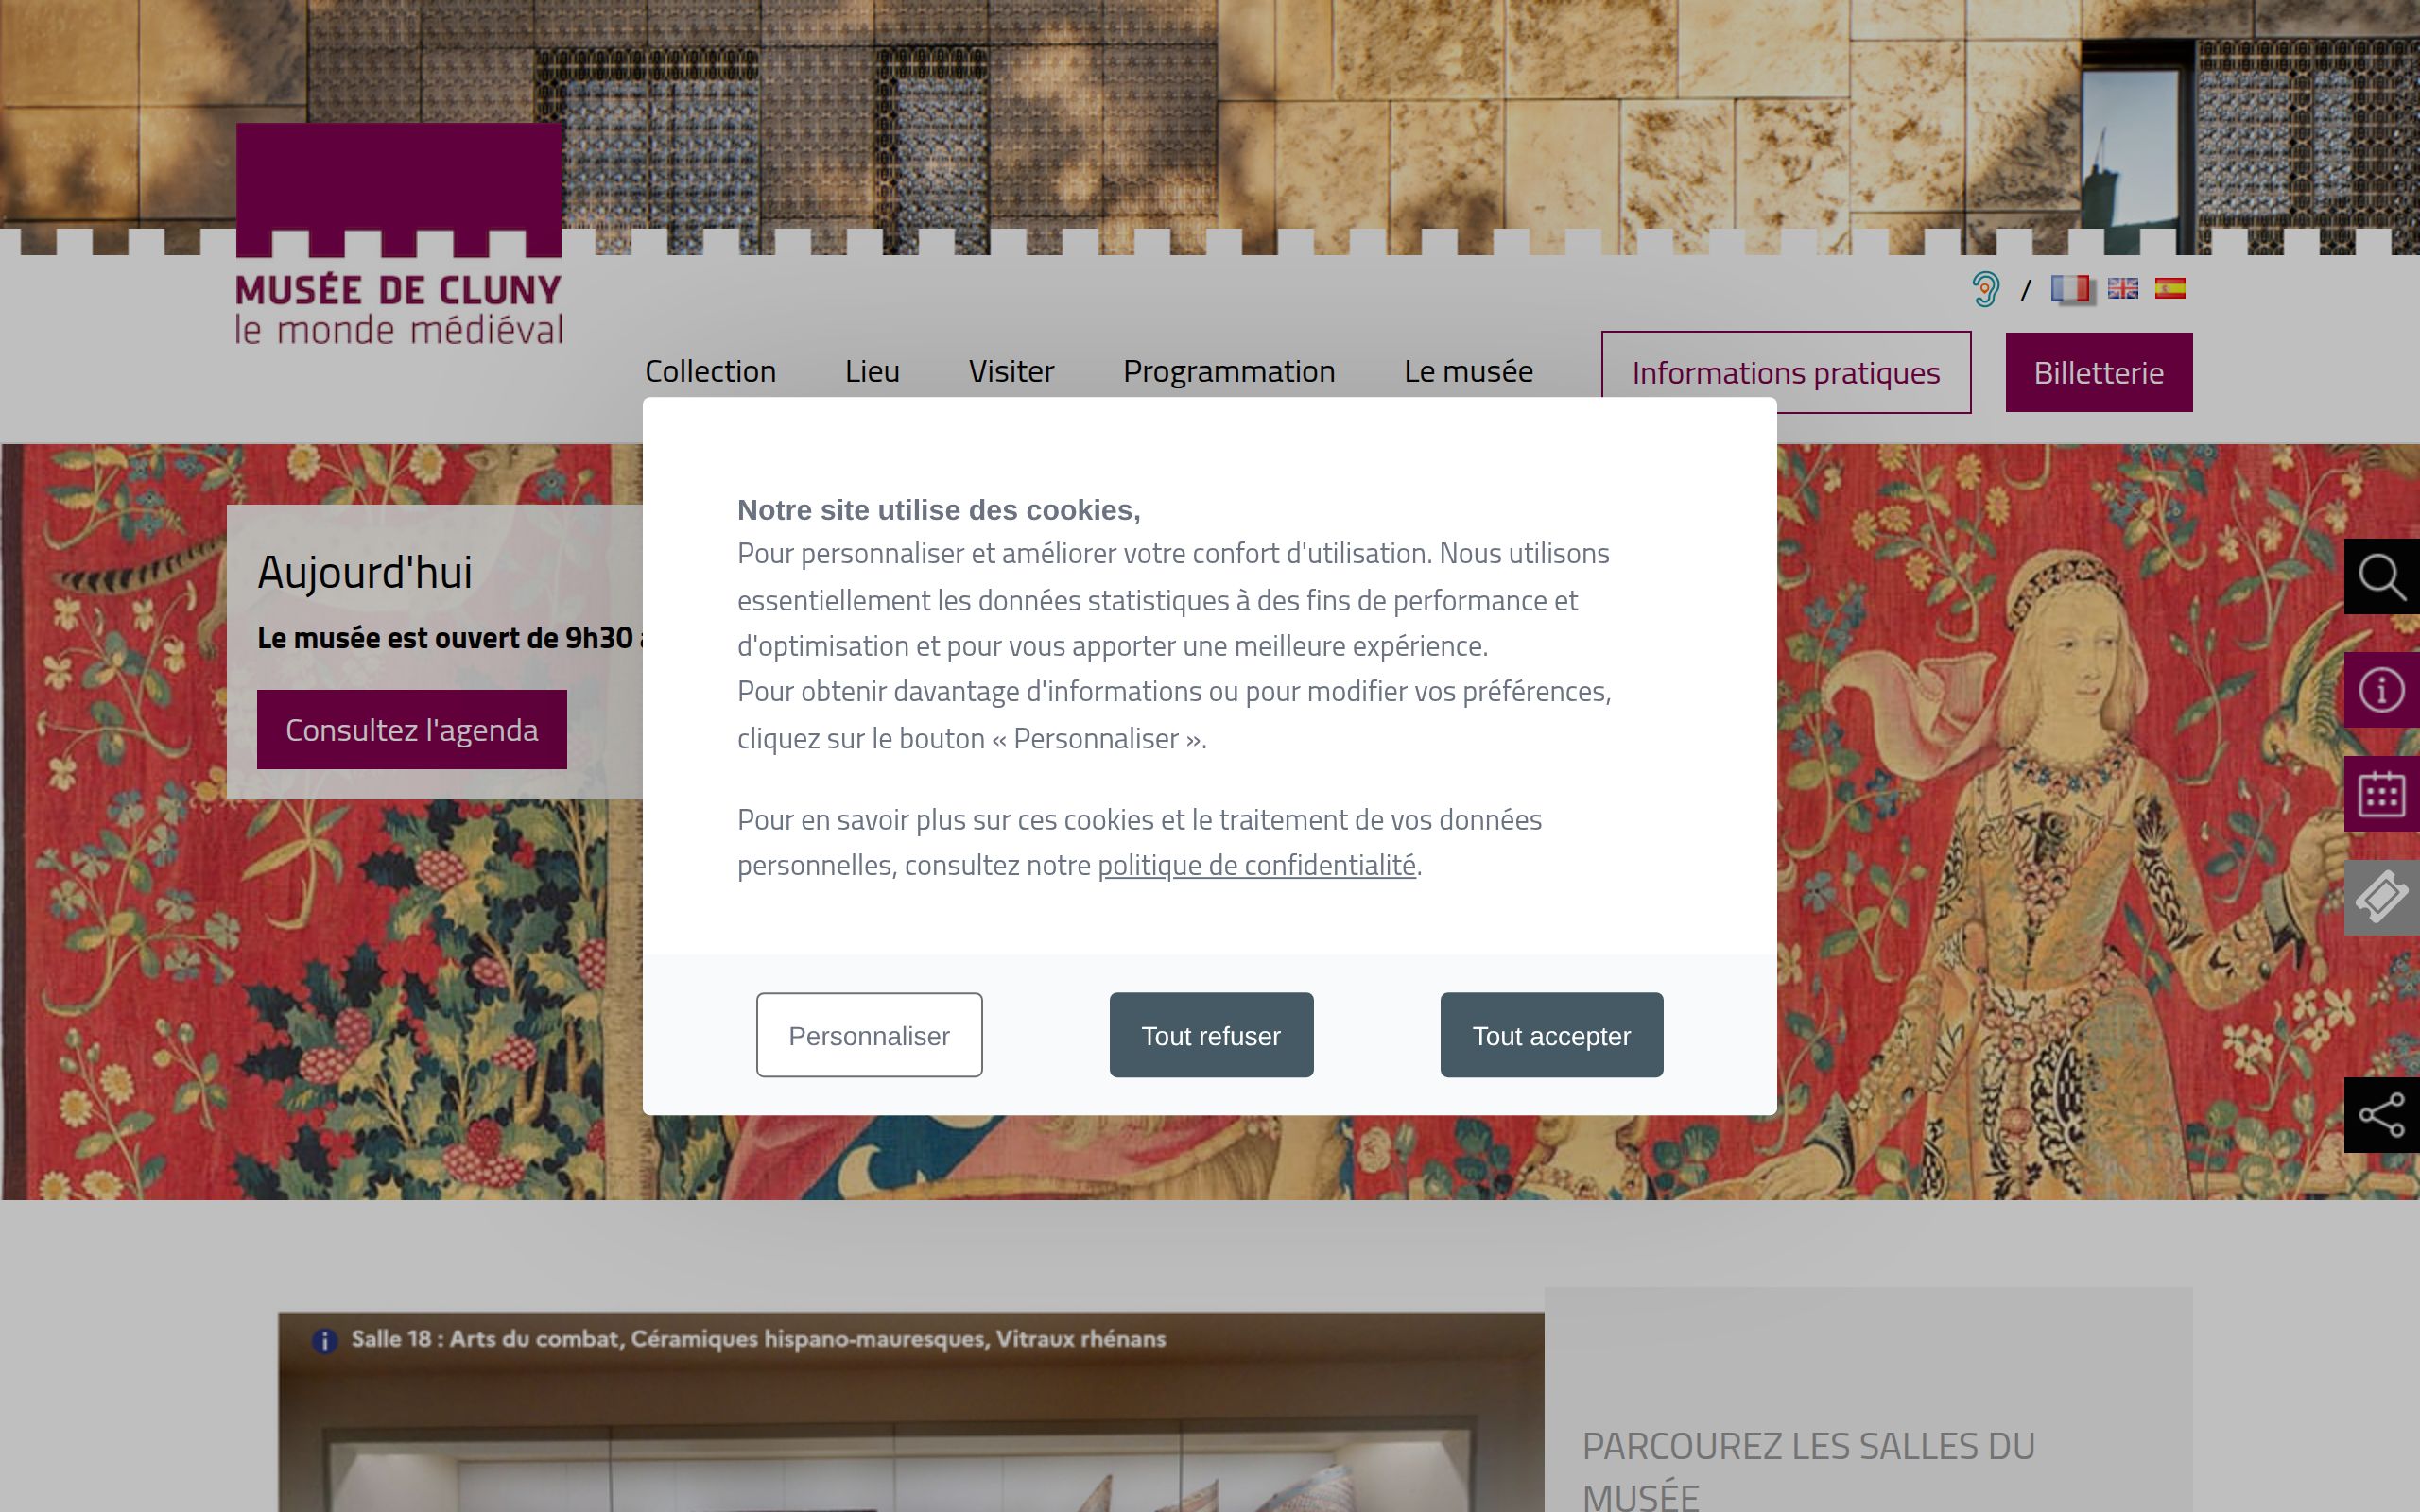 MUSÉE DE CLUNY
le monde médiéval
/
Collection Lieu Visiter Programmation Le musée Informations pratiques Billetterie
Aujourd'hui
Le musée est ouvert de 9h30
Consultez l'agenda
Notre site utilise des cookies,
Pour personnaliser et améliorer votre confort d'utilisation. Nous utilisons
essentiellement les données statistiques à des fins de performance et
d'optimisation et pour vous apporter une meilleure expérience.
Pour obtenir davantage d'informations ou pour modifier vos préférences,
cliquez sur le bouton « Personnaliser ».
Pour en savoir plus sur ces cookies et le traitement de vos données
personnelles, consultez notre politique de confidentialité.
Personnaliser Tout refuser Tout accepter
Salle 18 : Arts du combat, Céramiques hispano-mauresques, Vitraux rhénans
PARCOUREZ LES SALLES DU
MUSÉE